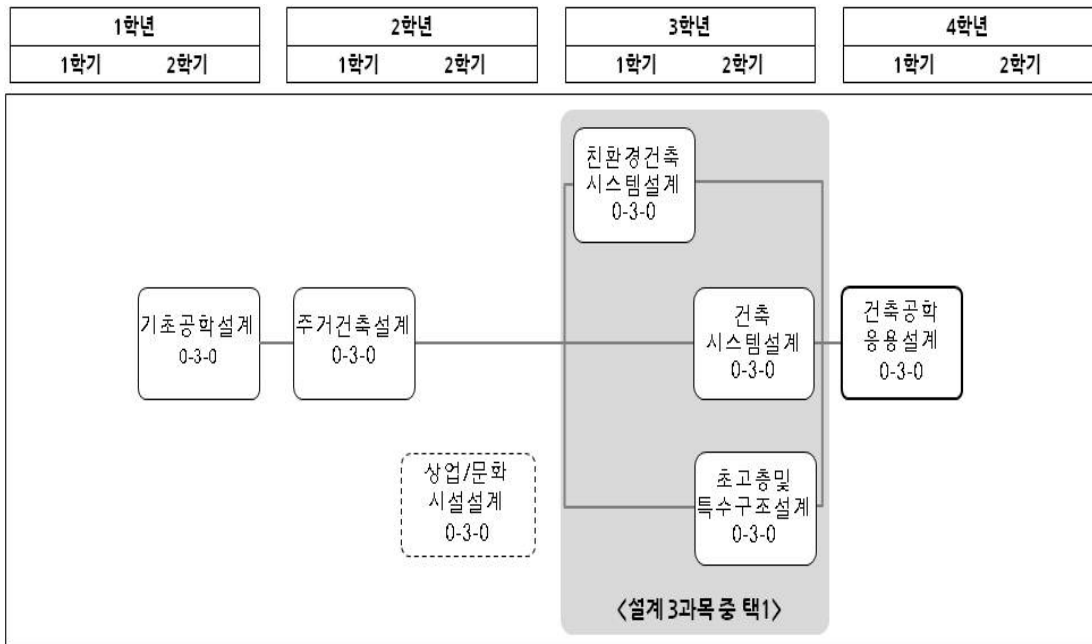 1학년 2학년 3학년 4학년
1학기 2학기 1학기 2학기 1학기 2학기 1학기 2학기
친환경건축
시스템설계
0-3-0
기초공학설계
0-3-0
주거건축설계
0-3-0
건축
시스템설계
0-3-0
건축공학
응용설계
0-3-0
상업/문화
시설설계
0-3-0
초고층및
특수구조설계
0-3-0
<설계 3과목 중 택1>